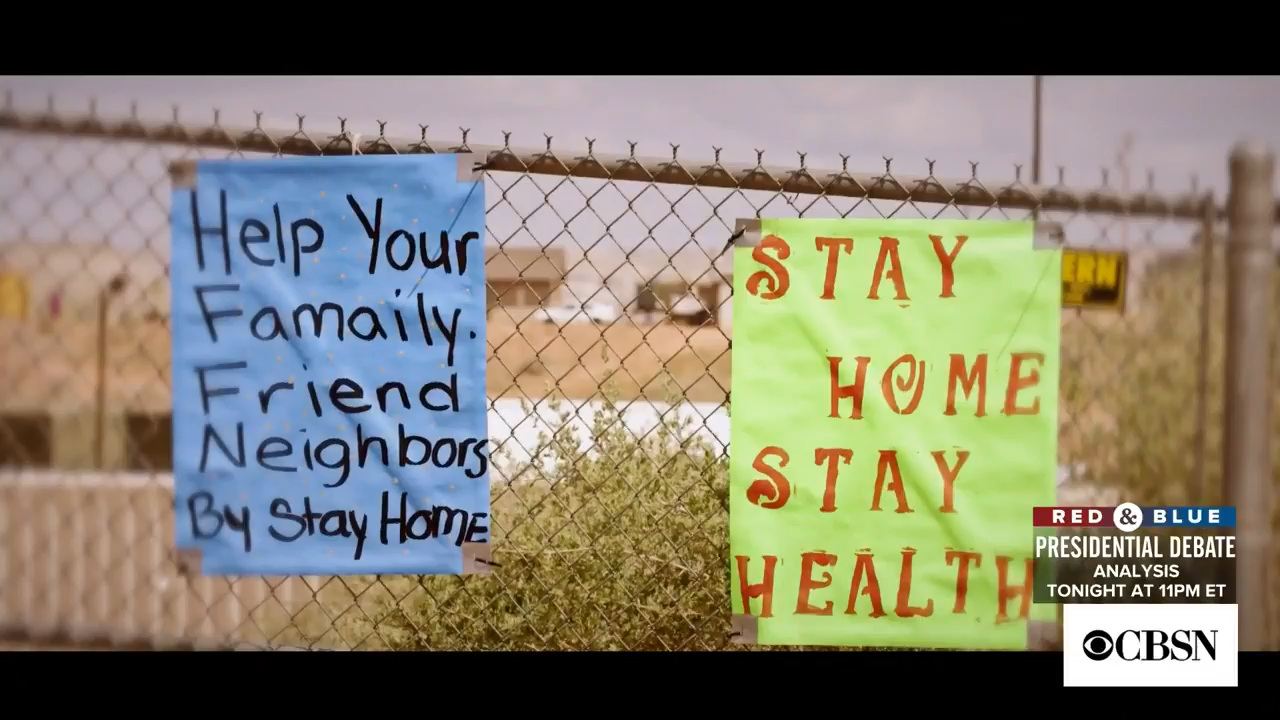 Help Your
Famaily.
Friend
Neighbors
By Stay Home
STAY
HOME
STAY
HEALTH
ERN
RED & BLUE
PRESIDENTIAL DEBATE
ANALYSIS
TONIGHT AT 11PM ET
CBSN